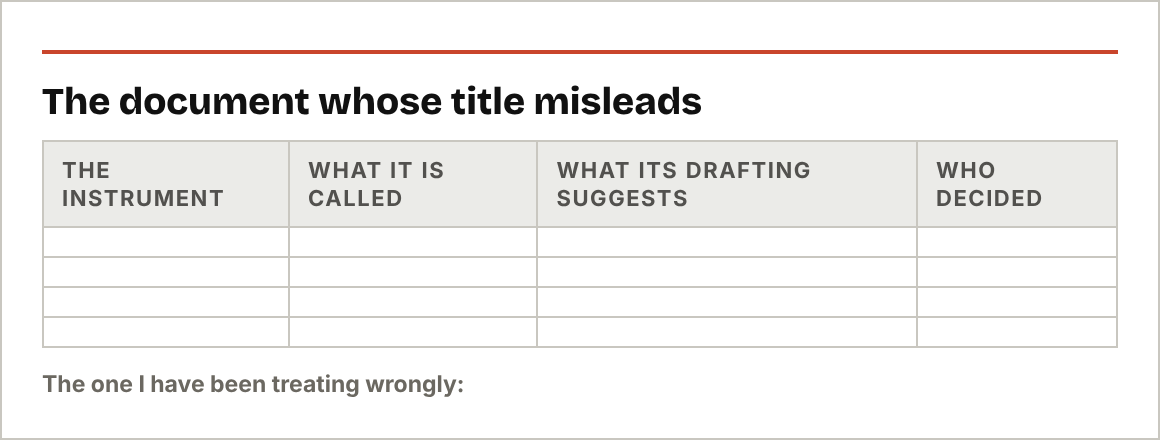 The document whose title misleads
THE
INSTRUMENT
WHAT IT IS
CALLED
WHAT ITS DRAFTING
SUGGESTS
WHO
DECIDED
The one I have been treating wrongly: